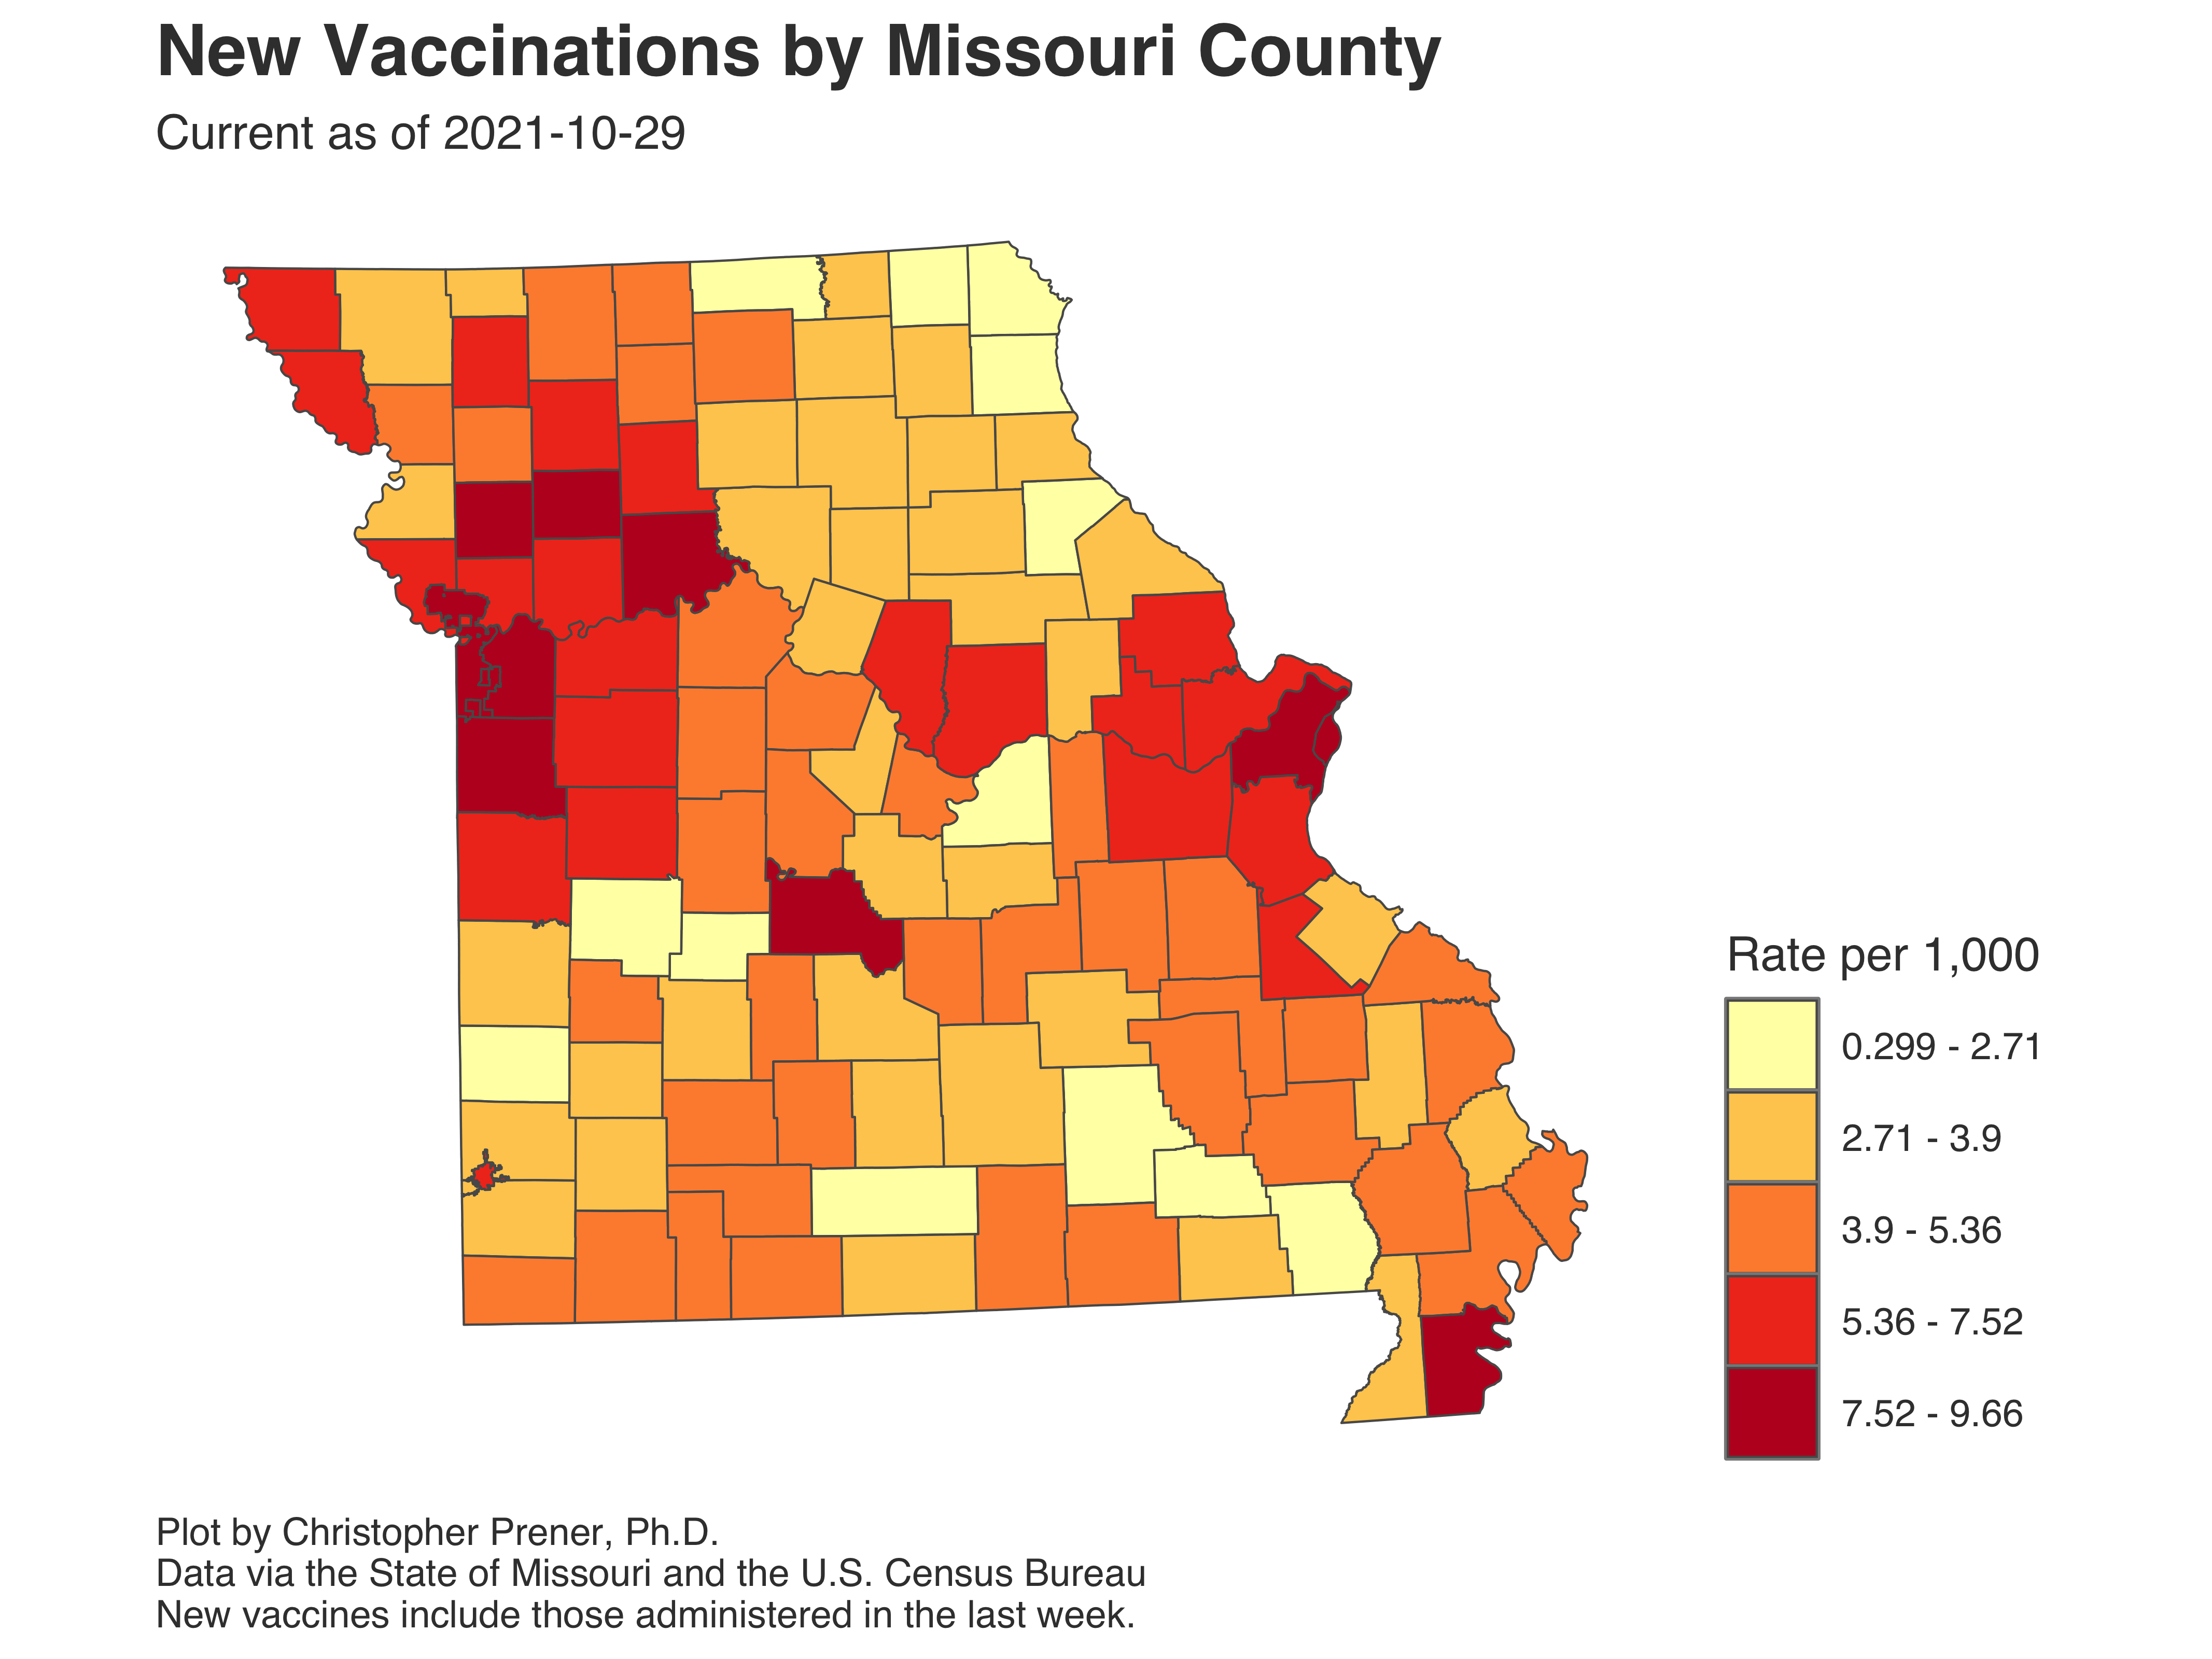 New Vaccinations by Missouri County
Current as of 2021-10-29
Rate per 1,000
0.299 - 2.71
2.71 - 3.9
3.9 - 5.36
5.36 - 7.52
7.52 - 9.66
Plot by Christopher Prener, Ph.D.
Data via the State of Missouri and the U.S. Census Bureau
New vaccines include those administered in the last week.